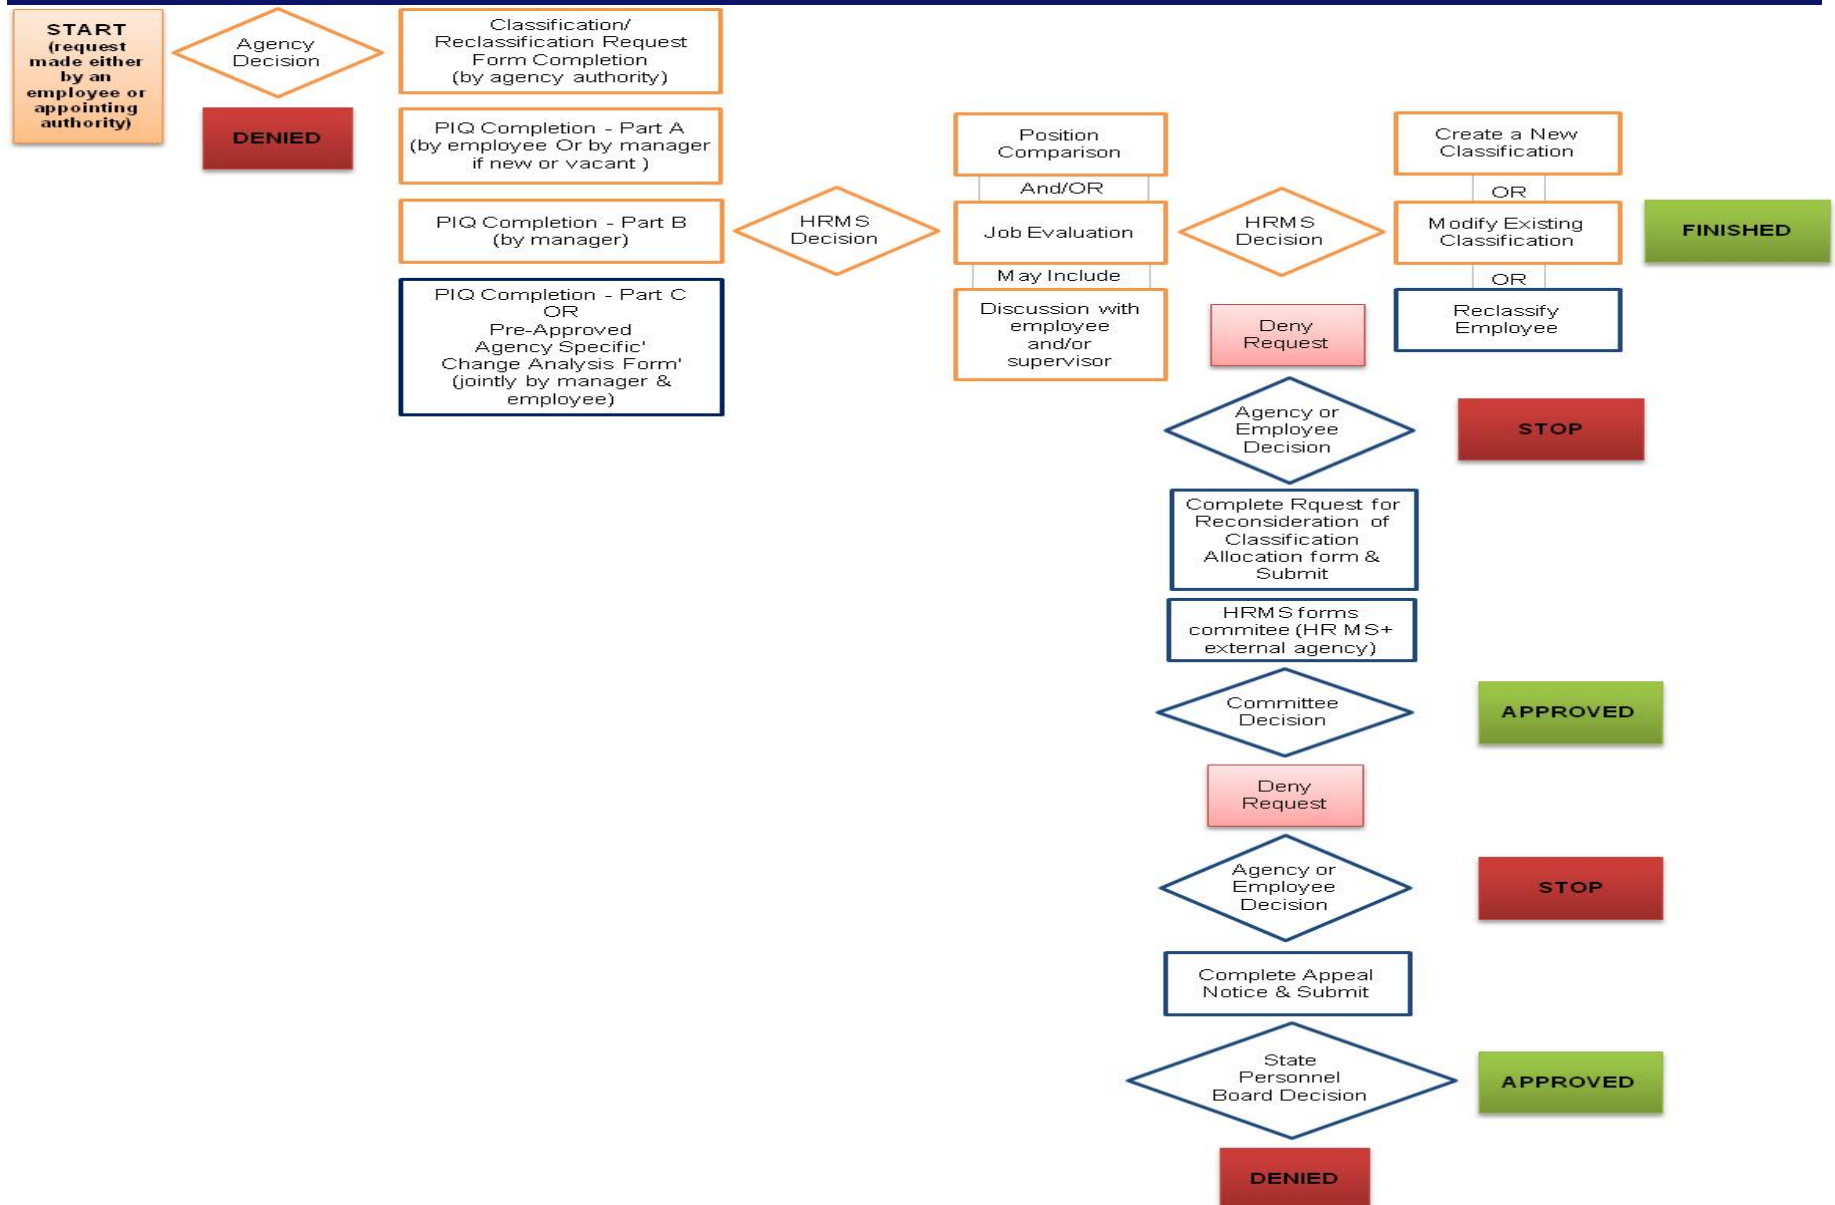 START
(request
made either
by an
employee or
appointing
authority)
Agency
Decision
DENIED
Classification/
Reclassification Request
Form Completion
(by agency authority)
PIQ Completion - Part A
(by employee Or by manager
if new or vacant )
PIQ Completion - Part B
(by manager)
PIQ Completion - Part C
OR
Pre-Approved
Agency Specific'
Change Analysis Form'
(jointly by manager &
employee)
HRMS
Decision
Position
Comparison
And/OR
Job Evaluation
May Include
Discussion with
employee
and/or
supervisor
HRMS
Decision
Create a New
Classification
OR
Modify Existing
Classification
OR
Reclassify
Employee
FINISHED
Deny
Request
Agency or
Employee
Decision
STOP
Complete Rquest for
Reconsideration of
Classification
Allocation form &
Submit
HRMS forms
commitee (HR MS+
external agency)
Committee
Decision
APPROVED
Deny
Request
Agency or
Employee
Decision
STOP
Complete Appeal
Notice & Submit
State
Personnel
Board Decision
APPROVED
DENIED